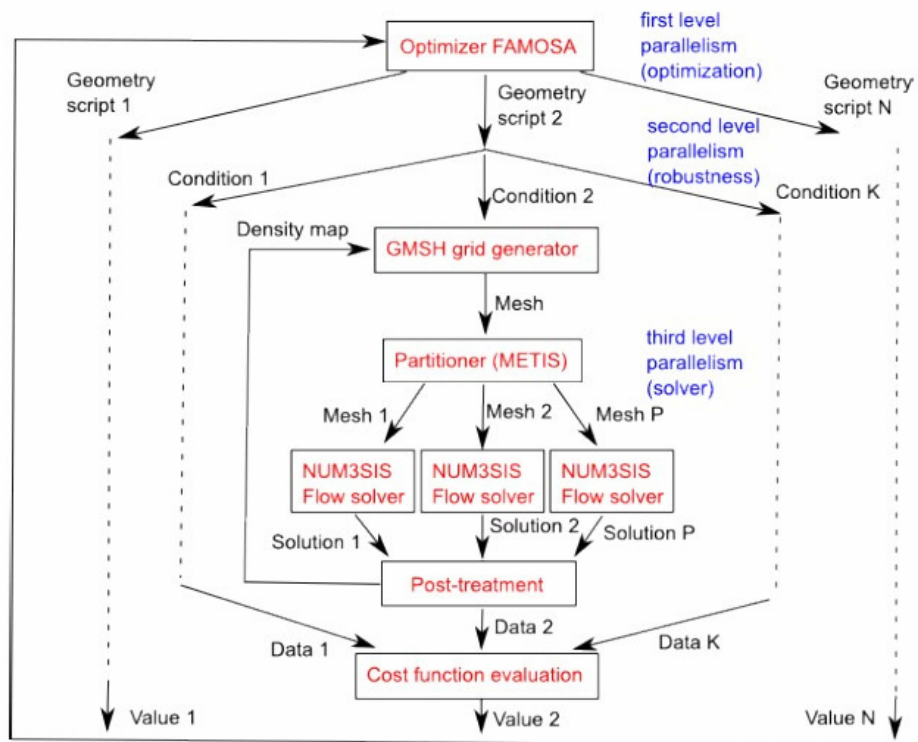 Optimizer FAMOSA
first level
parallelism
(optimization)
Geometry
script 1
Geometry
script 2
Geometry
script N
second level
parallelism
(robustness)
Condition 1
Condition 2
Condition K
Density map
GMSH grid generator
Mesh
Partitioner (METIS)
third level
parallelism
(solver)
Mesh 1
Mesh 2
Mesh P
NUM3SIS
Flow solver
NUM3SIS
Flow solver
NUM3SIS
Flow solver
Solution 1
Solution 2
Solution P
Post-treatment
Data 1
Data 2
Data K
Cost function evaluation
Value 1
Value 2
Value N